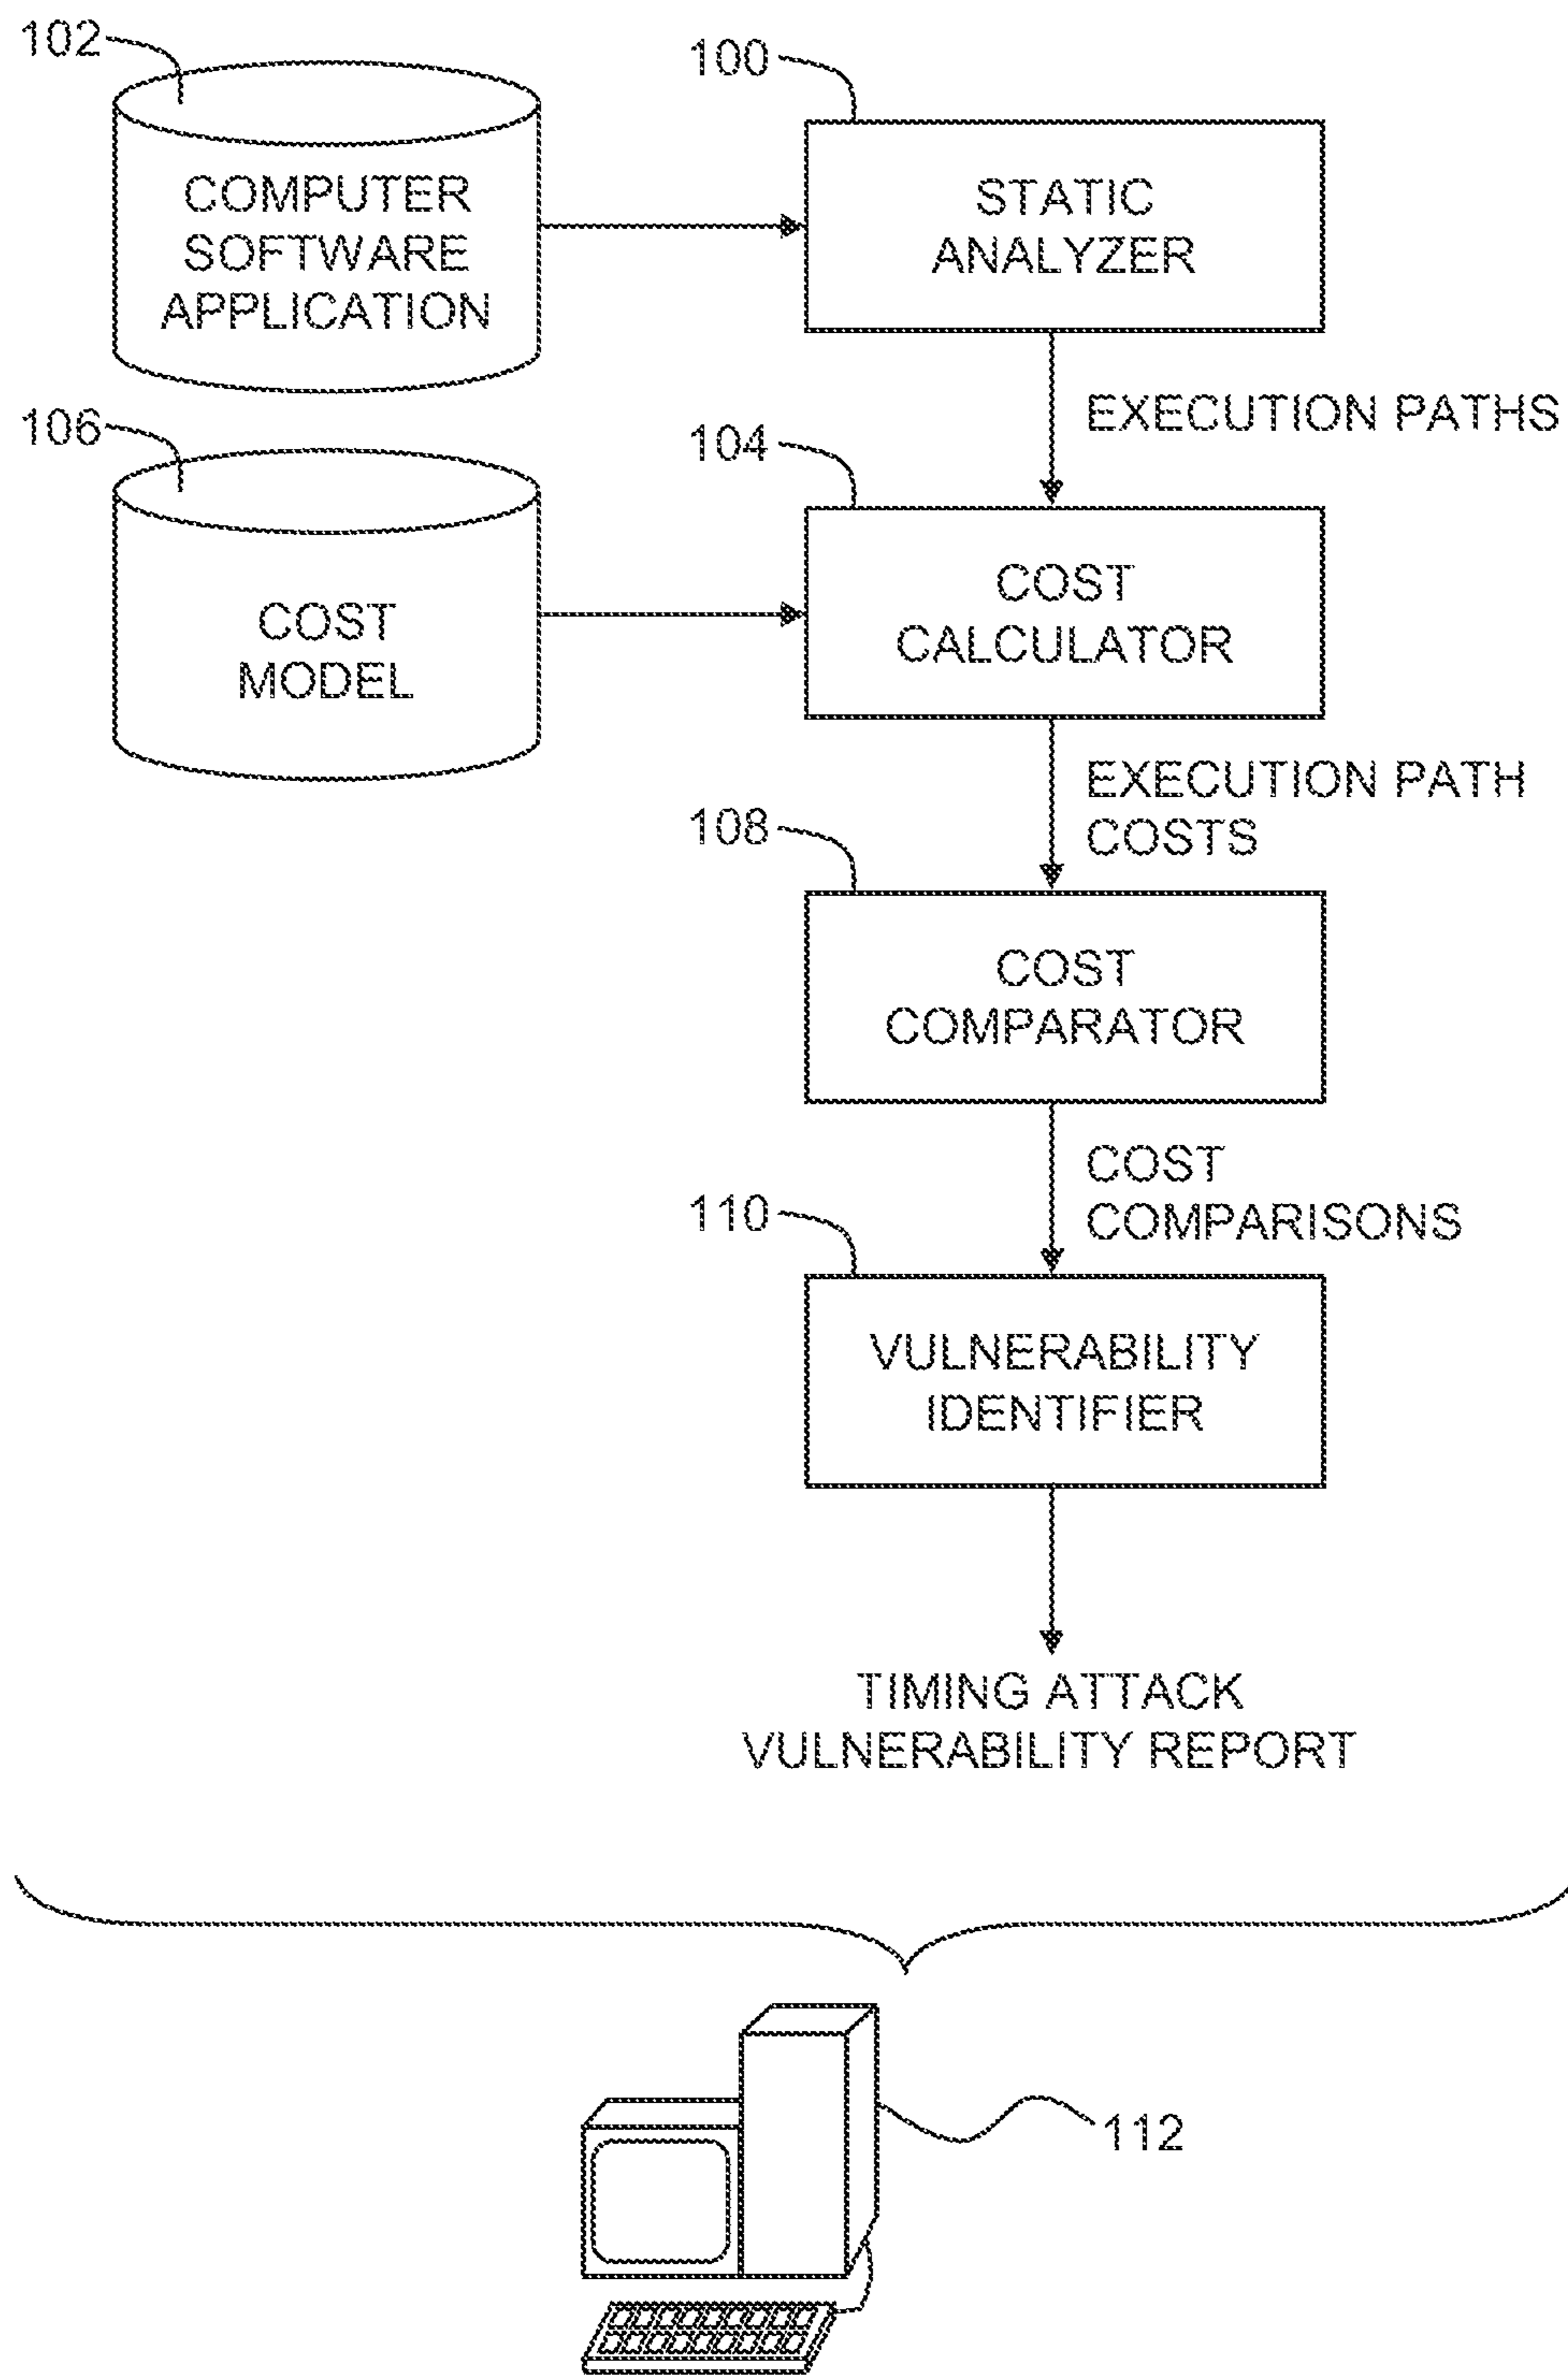 102
COMPUTER
SOFTWARE
APPLICATION
100
STATIC
ANALYZER
EXECUTION PATHS
106
COST
MODEL
104
COST
CALCULATOR
EXECUTION PATH
COSTS
108
COST
COMPARATOR
COST
COMPARISONS
110
VULNERABILITY
IDENTIFIER
TIMING ATTACK
VULNERABILITY REPORT
112